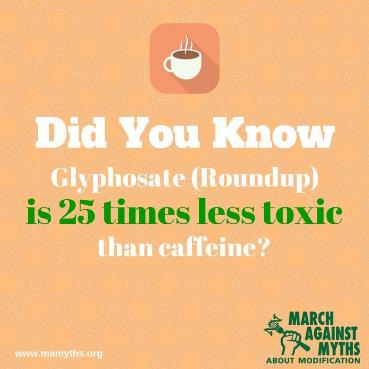 Did You Know
Glyphosate (Roundup)
is 25 times less toxic
than caffeine?
MARCH
AGAINST
MYTHS
ABOUT MODIFICATION
www.mamyths.org